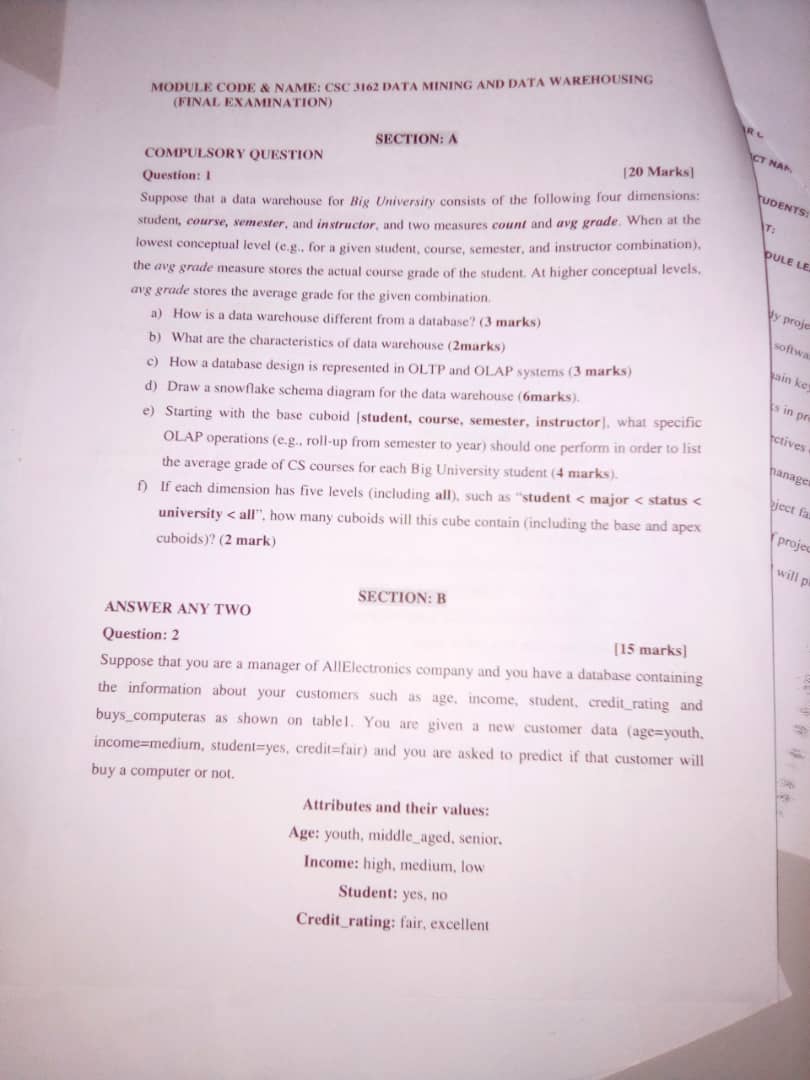 MODULE CODE & NAME: CSC 3162 DATA MINING AND DATA WAREHOUSING
(FINAL EXAMINATION)
SECTION: A
COMPULSORY QUESTION
Question: 1 [20 Marks]
Suppose that a data warehouse for Big University consists of the following four dimensions:
student, course, semester, and instructor, and two measures count and avg grade. When at the
lowest conceptual level (e.g., for a given student, course, semester, and instructor combination),
the avg grade measure stores the actual course grade of the student. At higher conceptual levels,
avg grade stores the average grade for the given combination.
a) How is a data warehouse different from a database? (3 marks)
b) What are the characteristics of data warehouse (2marks)
c) How a database design is represented in OLTP and OLAP systems (3 marks)
d) Draw a snowflake schema diagram for the data warehouse (6marks).
e) Starting with the base cuboid [student, course, semester, instructor], what specific
OLAP operations (e.g., roll-up from semester to year) should one perform in order to list
the average grade of CS courses for each Big University student (4 marks).
f) If each dimension has five levels (including all), such as "student < major < status <
university < all", how many cuboids will this cube contain (including the base and apex
cuboids)? (2 mark)
SECTION: B
ANSWER ANY TWO
Question: 2 [15 marks]
Suppose that you are a manager of AllElectronics company and you have a database containing
the information about your customers such as age, income, student, credit_rating and
buys_computeras as shown on table1. You are given a new customer data (age=youth,
income=medium, student=yes, credit=fair) and you are asked to predict if that customer will
buy a computer or not.
Attributes and their values:
Age: youth, middle_aged, senior.
Income: high, medium, low
Student: yes, no
Credit_rating: fair, excellent
UDENTS:
T:
DULE LE
dy proje
softwa
ain key
s in pr
ctives
manager
ject fa
projec
will p